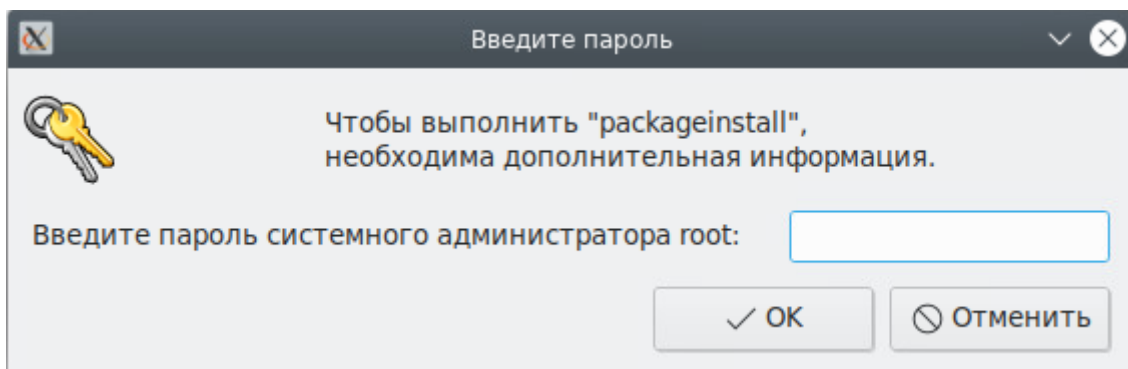 Введите пароль
Чтобы выполнить "packageinstall",
необходима дополнительная информация.
Введите пароль системного администратора root:
OK
Отменить